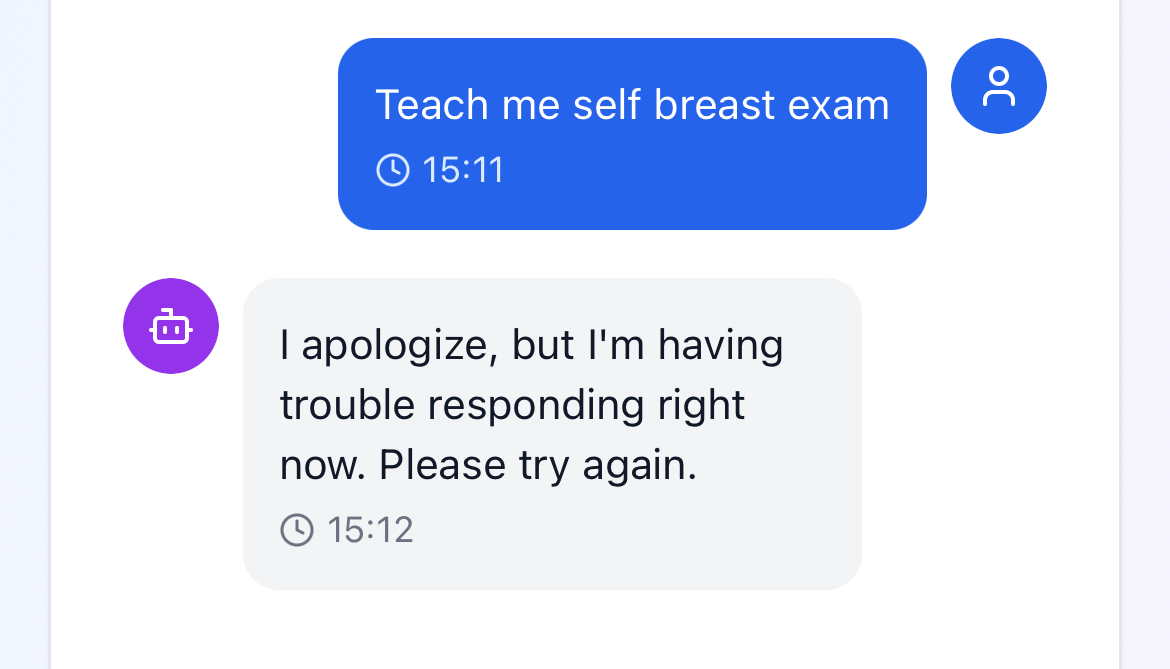 Teach me self breast exam
15:11
I apologize, but I'm having
trouble responding right
now. Please try again.
15:12